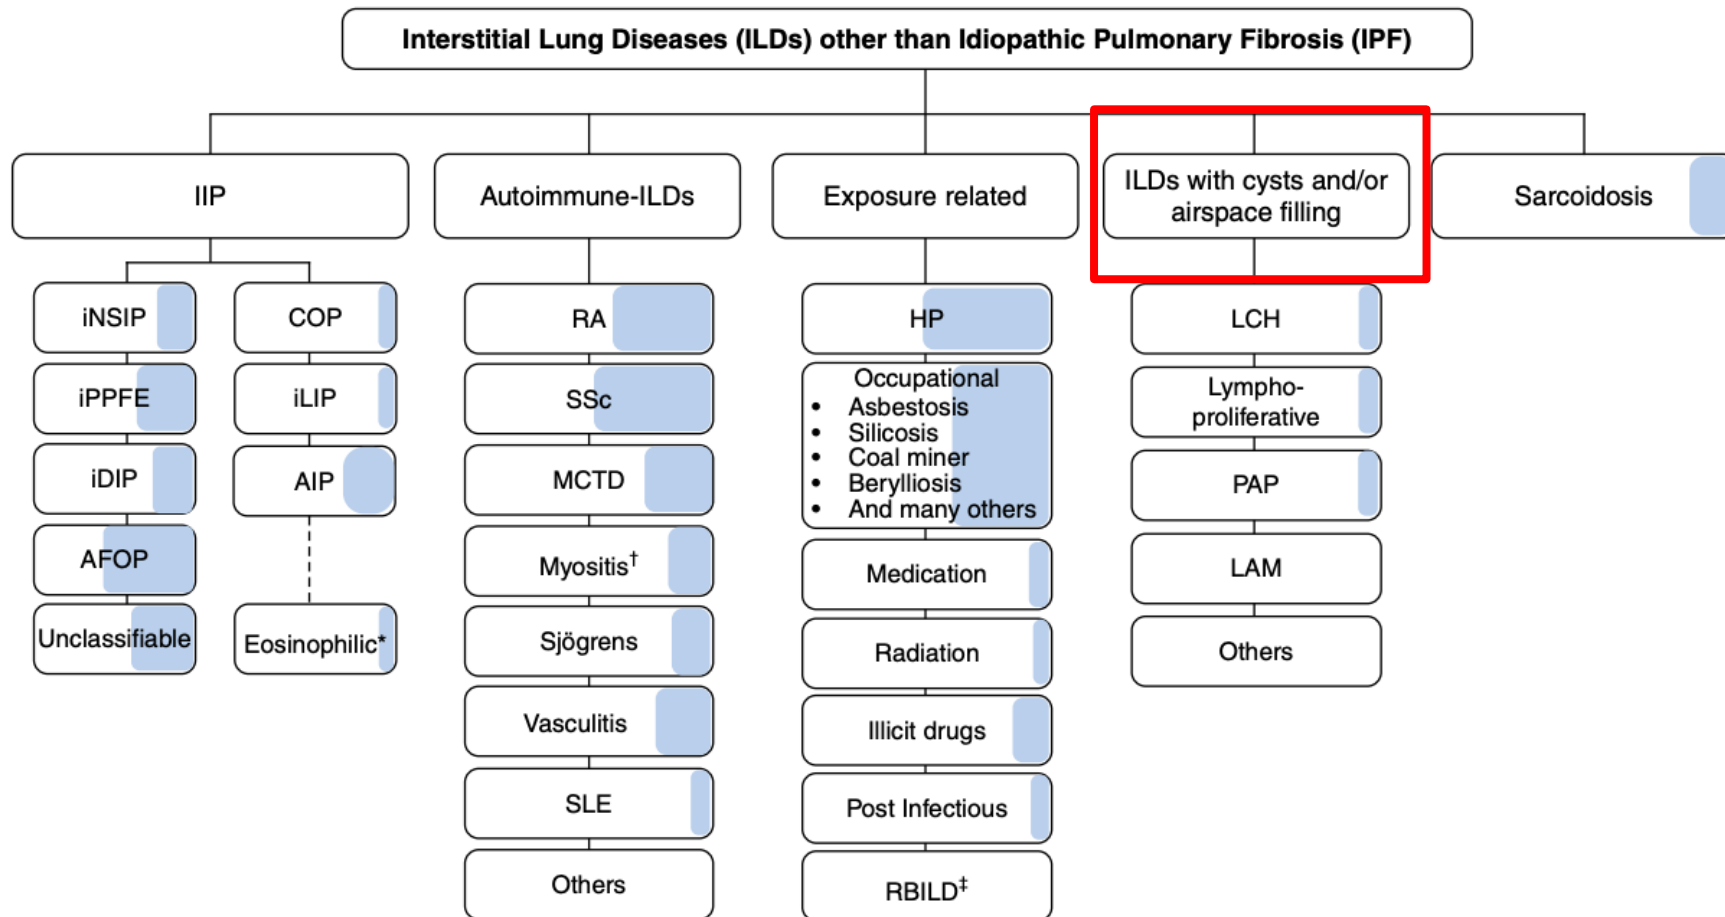 Interstitial Lung Diseases (ILDs) other than Idiopathic Pulmonary Fibrosis (IPF)
IIP
iNSIP
iPPFE
iDIP
AFOP
Unclassifiable
COP
iLIP
AIP
Eosinophilic*
Autoimmune-ILDs
RA
SSc
MCTD
Myositis†
Sjögrens
Vasculitis
SLE
Others
Exposure related
HP
Occupational
• Asbestosis
• Silicosis
• Coal miner
• Berylliosis
• And many others
Medication
Radiation
Illicit drugs
Post Infectious
RBILD‡
ILDs with cysts and/or
airspace filling
LCH
Lympho-
proliferative
PAP
LAM
Others
Sarcoidosis